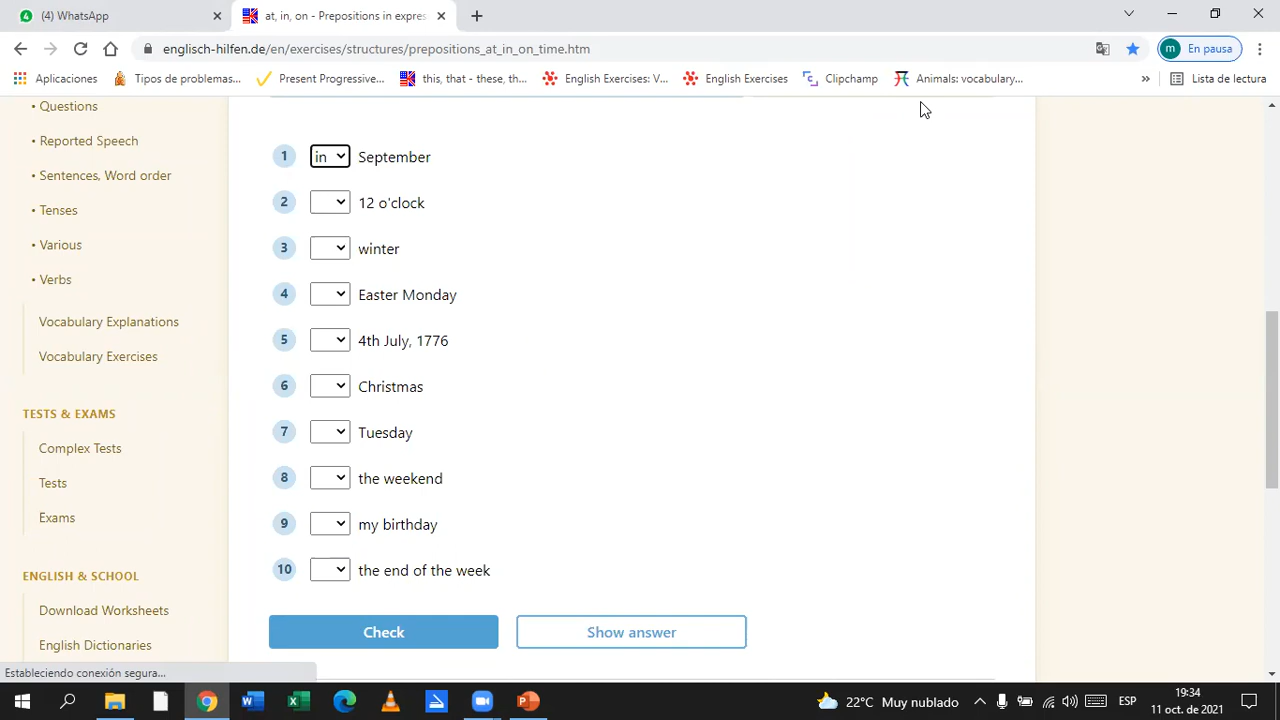 (4) WhatsApp
at, in, on - Prepositions in expres
englisch-hilfen.de/en/exercises/structures/prepositions_at_in_on_time.htm
m En pausa
Aplicaciones
Tipos de problemas...
Present Progressive...
this, that - these, th...
English Exercises: V...
English Exercises
Clipchamp
Animals: vocabulary...
»
Lista de lectura
• Questions
• Reported Speech
• Sentences, Word order
• Tenses
• Various
• Verbs
Vocabulary Explanations
Vocabulary Exercises
TESTS & EXAMS
Complex Tests
Tests
Exams
ENGLISH & SCHOOL
Download Worksheets
English Dictionaries
1 in September
2 12 o'clock
3 winter
4 Easter Monday
5 4th July, 1776
6 Christmas
7 Tuesday
8 the weekend
9 my birthday
10 the end of the week
Check
Show answer
Estableciendo conexión segura...
22°C Muy nublado
ESP
19:34
11 oct. de 2021